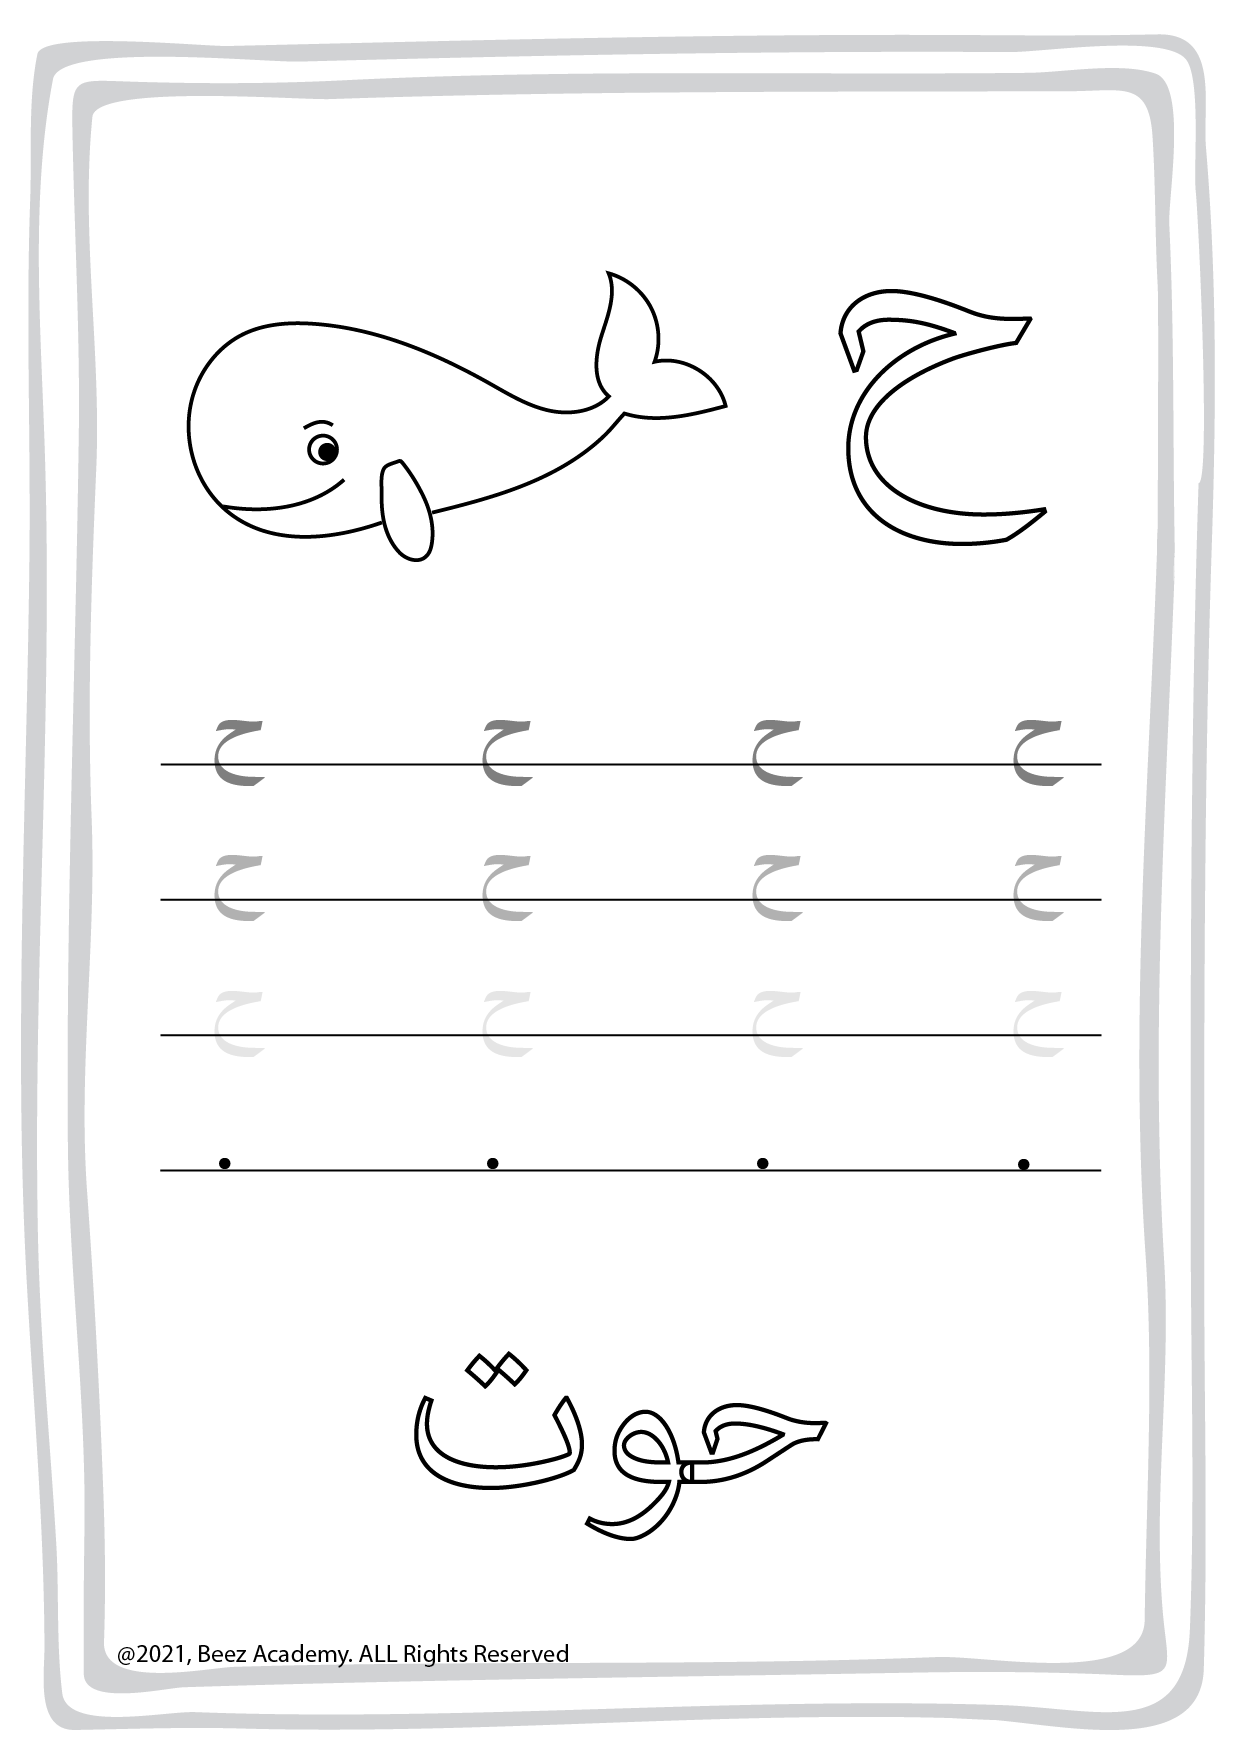 ح
ح ح ح ح
ح ح ح ح
ح ح ح ح
. . . .
حوت
@2021, Beez Academy. ALL Rights Reserved